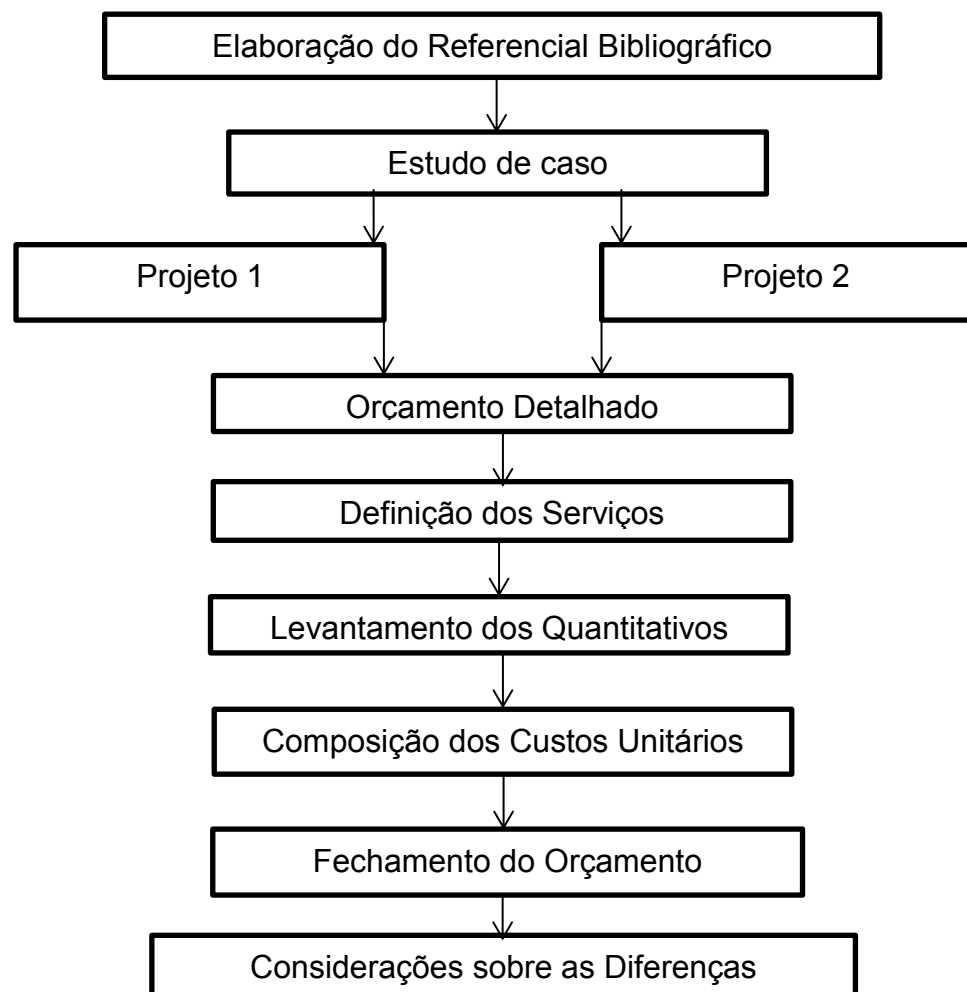 Elaboração do Referencial Bibliográfico
Estudo de caso
Projeto 1
Projeto 2
Orçamento Detalhado
Definição dos Serviços
Levantamento dos Quantitativos
Composição dos Custos Unitários
Fechamento do Orçamento
Considerações sobre as Diferenças